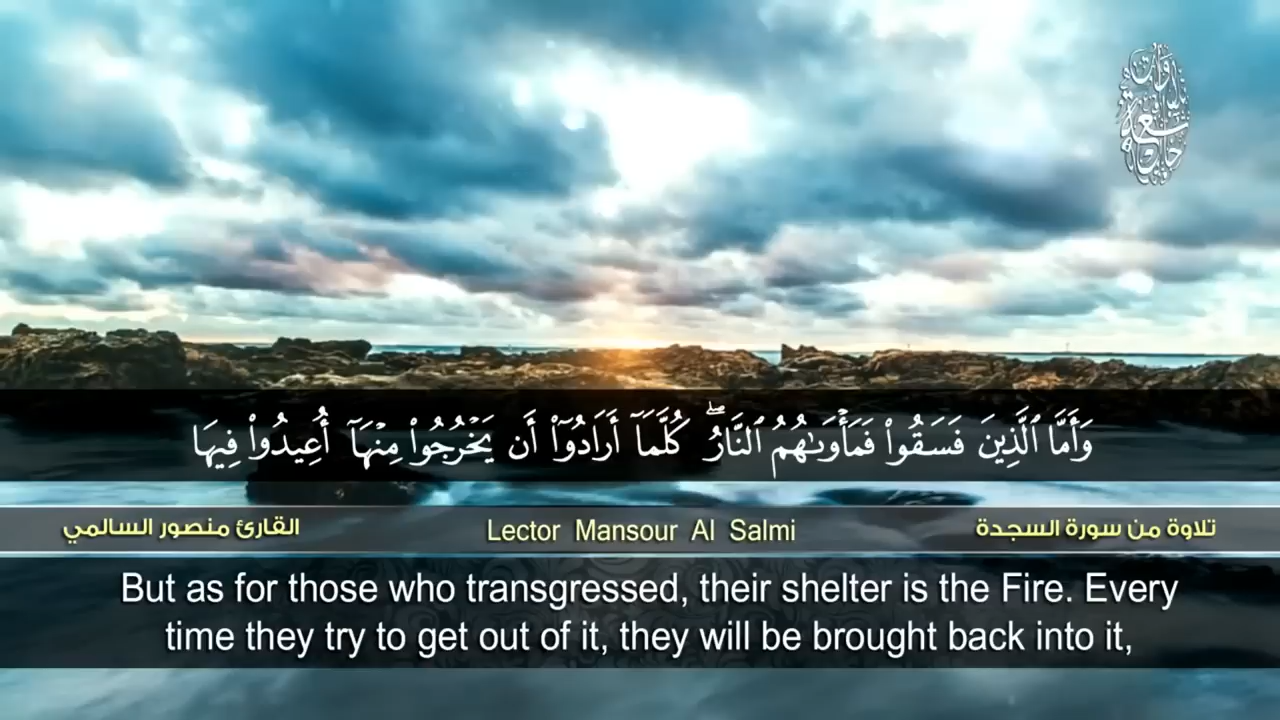 وَأَمَّا ٱلَّذِينَ فَسَقُوا۟ فَمَأْوَىٰهُمُ ٱلنَّارُ ۖ كُلَّمَآ أَرَادُوٓا۟ أَن يَخْرُجُوا۟ مِنْهَآ أُعِيدُوا۟ فِيهَا
تلاوة من سورة السجدة
Lector Mansour Al Salmi
القارئ منصور السالمي
But as for those who transgressed, their shelter is the Fire. Every
time they try to get out of it, they will be brought back into it,